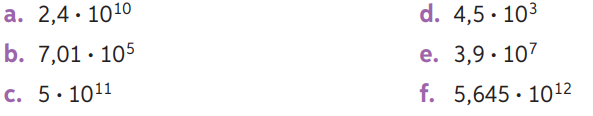 a. 2,4 · 10¹⁰
b. 7,01 · 10⁵
c. 5 · 10¹¹
d. 4,5 · 10³
e. 3,9 · 10⁷
f. 5,645 · 10¹²